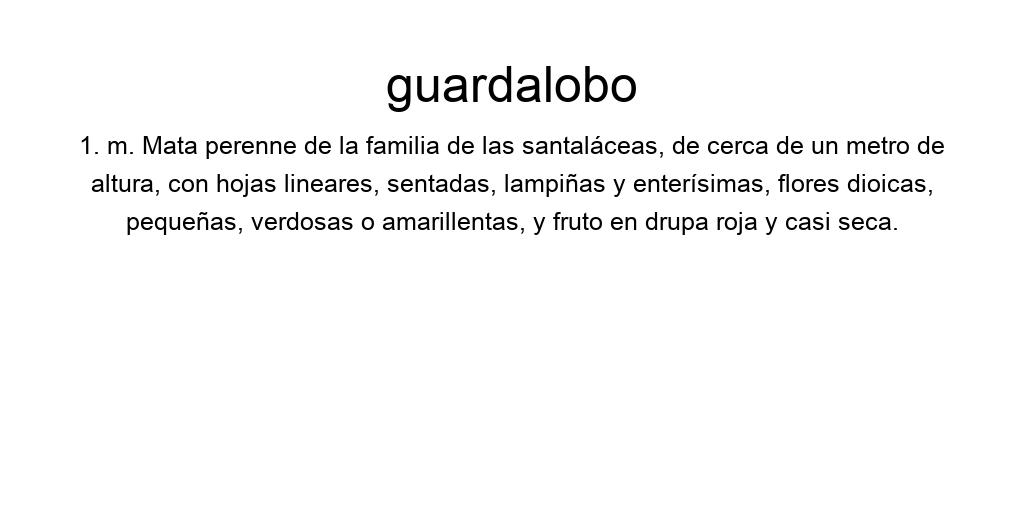 guardalobo
1. m. Mata perenne de la familia de las santaláceas, de cerca de un metro de
altura, con hojas lineares, sentadas, lampiñas y enterísimas, flores dioicas,
pequeñas, verdosas o amarillentas, y fruto en drupa roja y casi seca.